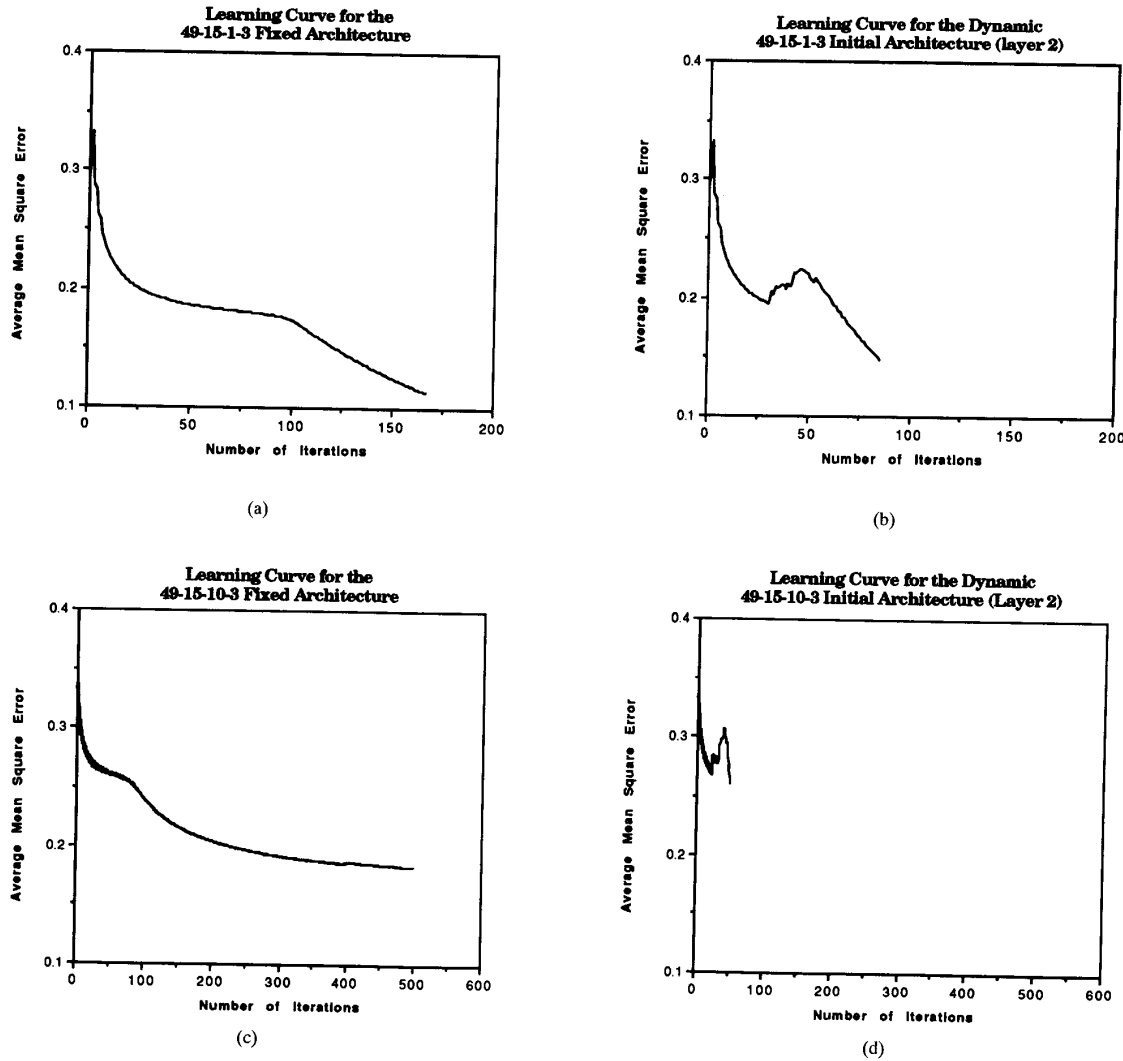 Learning Curve for the
49-15-1-3 Fixed Architecture
0.4
0.3
0.2
0.1
Average Mean Square Error
0
50
100
150
200
Number of Iterations
(a)
Learning Curve for the Dynamic
49-15-1-3 Initial Architecture (layer 2)
0.4
0.3
0.2
0.1
Average Mean Square Error
0
50
100
150
200
Number of Iterations
(b)
Learning Curve for the
49-15-10-3 Fixed Architecture
0.4
0.3
0.2
0.1
Average Mean Square Error
0
100
200
300
400
500
600
Number of Iterations
(c)
Learning Curve for the Dynamic
49-15-10-3 Initial Architecture (Layer 2)
0.4
0.3
0.2
0.1
Average Mean Square Error
0
100
200
300
400
500
600
Number of Iterations
(d)